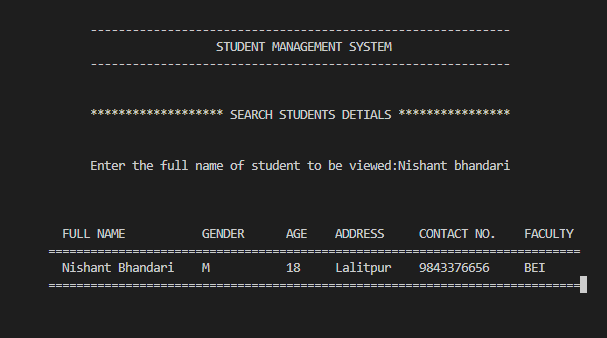 ------------------------------------------------------------
STUDENT MANAGEMENT SYSTEM
------------------------------------------------------------
******************* SEARCH STUDENTS DETIALS ****************
Enter the full name of student to be viewed:Nishant bhandari
FULL NAME GENDER AGE ADDRESS CONTACT NO. FACULTY
============================================================================
Nishant Bhandari M 18 Lalitpur 9843376656 BEI
============================================================================